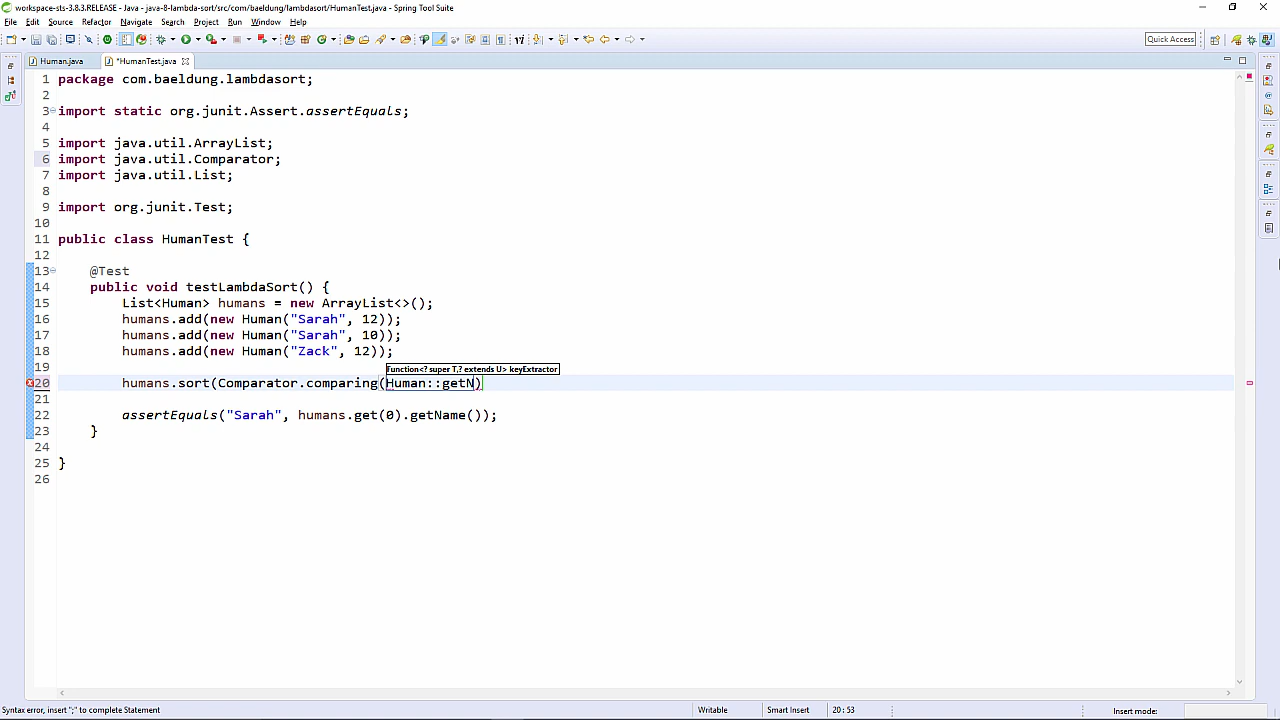 workspace-sts-3.8.3.RELEASE - Java - java-8-lambda-sort/src/com/baeldung/lambdasort/HumanTest.java - Spring Tool Suite
File Edit Source Refactor Navigate Search Project Run Window Help
Quick Access
Human.java *HumanTest.java
1 package com.baeldung.lambdasort;
2
3 import static org.junit.Assert.assertEquals;
4
5 import java.util.ArrayList;
6 import java.util.Comparator;
7 import java.util.List;
8
9 import org.junit.Test;
10
11 public class HumanTest {
12
13 @Test
14 public void testLambdaSort() {
15 List<Human> humans = new ArrayList<>();
16 humans.add(new Human("Sarah", 12));
17 humans.add(new Human("Sarah", 10));
18 humans.add(new Human("Zack", 12));
19 Function<? super T,? extends U> keyExtractor
20 humans.sort(Comparator.comparing(Human::getN)
21
22 assertEquals("Sarah", humans.get(0).getName());
23 }
24
25 }
26
Syntax error, insert ";" to complete Statement Writable Smart Insert 20 : 53 Insert mode: